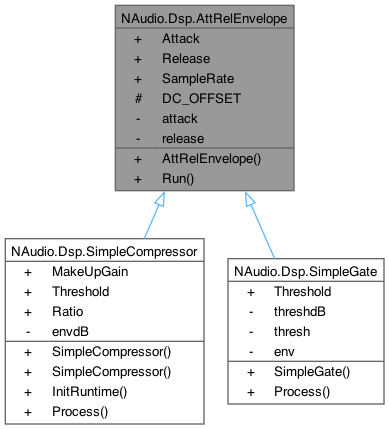 NAudio.Dsp.AttRelEnvelope
+ Attack
+ Release
+ SampleRate
# DC_OFFSET
- attack
- release
+ AttRelEnvelope()
+ Run()
NAudio.Dsp.SimpleCompressor
+ MakeUpGain
+ Threshold
+ Ratio
- envdB
+ SimpleCompressor()
+ SimpleCompressor()
+ InitRuntime()
+ Process()
NAudio.Dsp.SimpleGate
+ Threshold
- threshdB
- thresh
- env
+ SimpleGate()
+ Process()